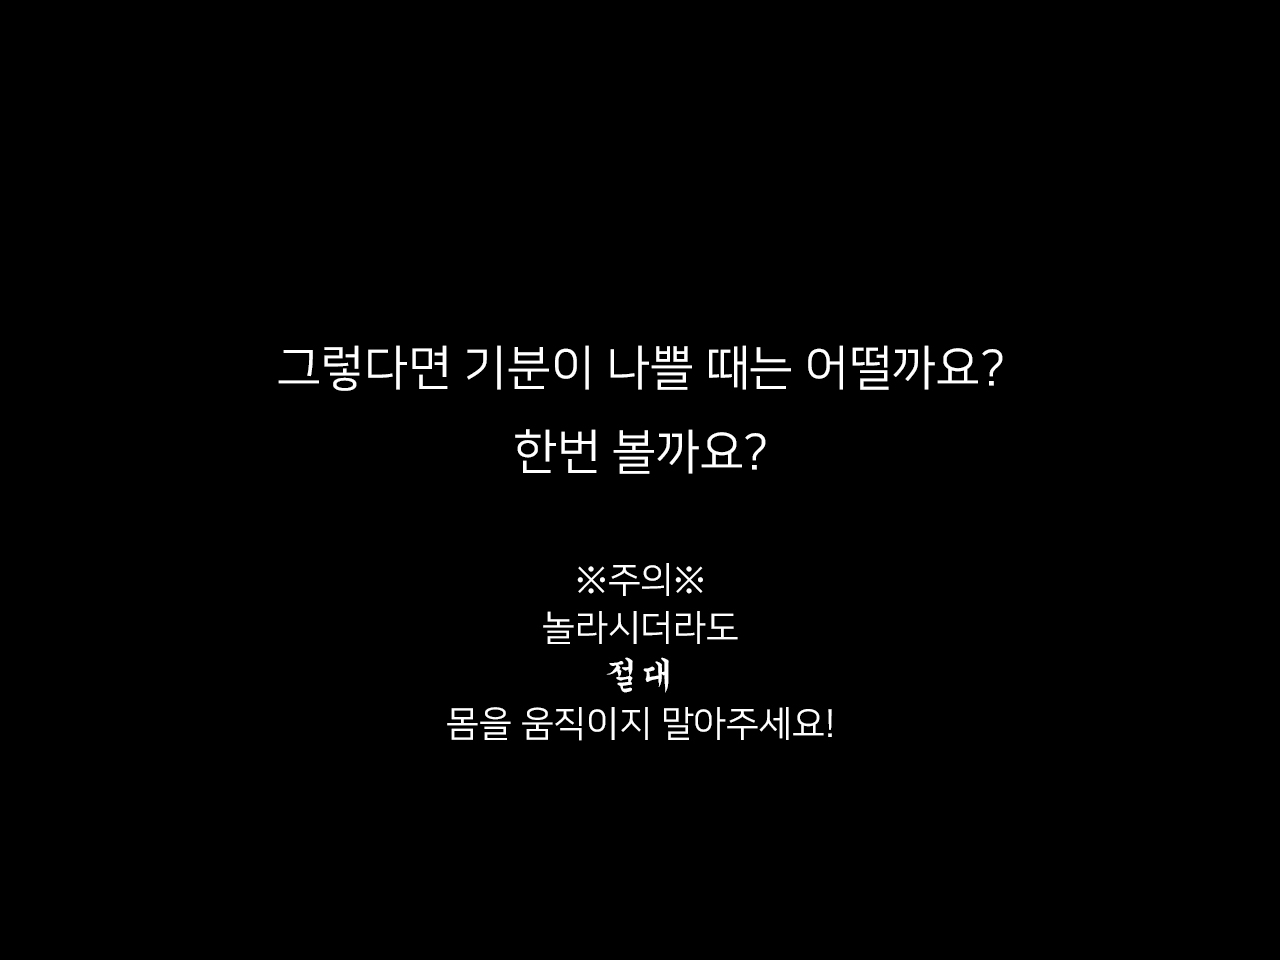 그렇다면 기분이 나쁠 때는 어떨까요?
한번 볼까요?
※주의※
놀라시더라도
절대
몸을 움직이지 말아주세요!